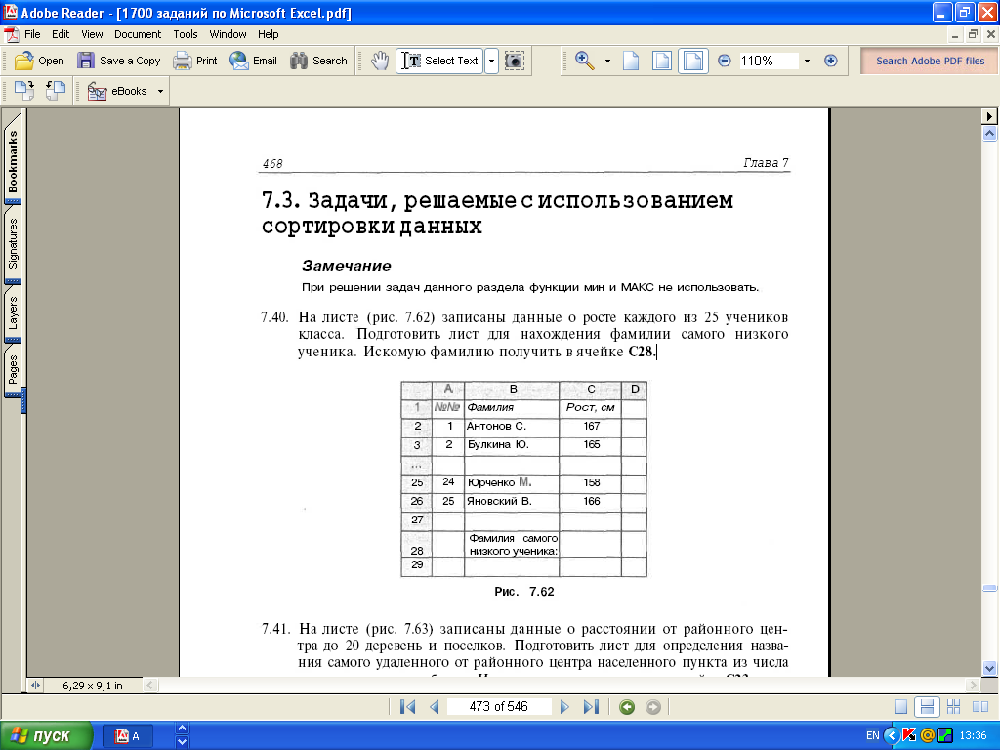 Adobe Reader - [1700 заданий по Microsoft Excel.pdf]
File Edit View Document Tools Window Help
Open Save a Copy Print Email Search Select Text 110% Search Adobe PDF files
eBooks
Bookmarks
Signatures
Layers
Pages
468 Глава 7
7.3. Задачи, решаемые с использованием
сортировки данных
Замечание
При решении задач данного раздела функции мин и МАКС не использовать.
7.40. На листе (рис. 7.62) записаны данные о росте каждого из 25 учеников
класса. Подготовить лист для нахождения фамилии самого низкого
ученика. Искомую фамилию получить в ячейке С28.
A B C D
1 №№ Фамилия Рост, см
2 1 Антонов С. 167
3 2 Булкина Ю. 165
...
25 24 Юрченко М. 158
26 25 Яновский В. 166
27
28 Фамилия самого
низкого ученика:
29
Рис. 7.62
7.41. На листе (рис. 7.63) записаны данные о расстоянии от районного цен-
тра до 20 деревень и поселков. Подготовить лист для определения назва-
ния самого удаленного от районного центра населенного пункта из числа
6,29 x 9,1 in
473 of 546
пуск A EN 13:36